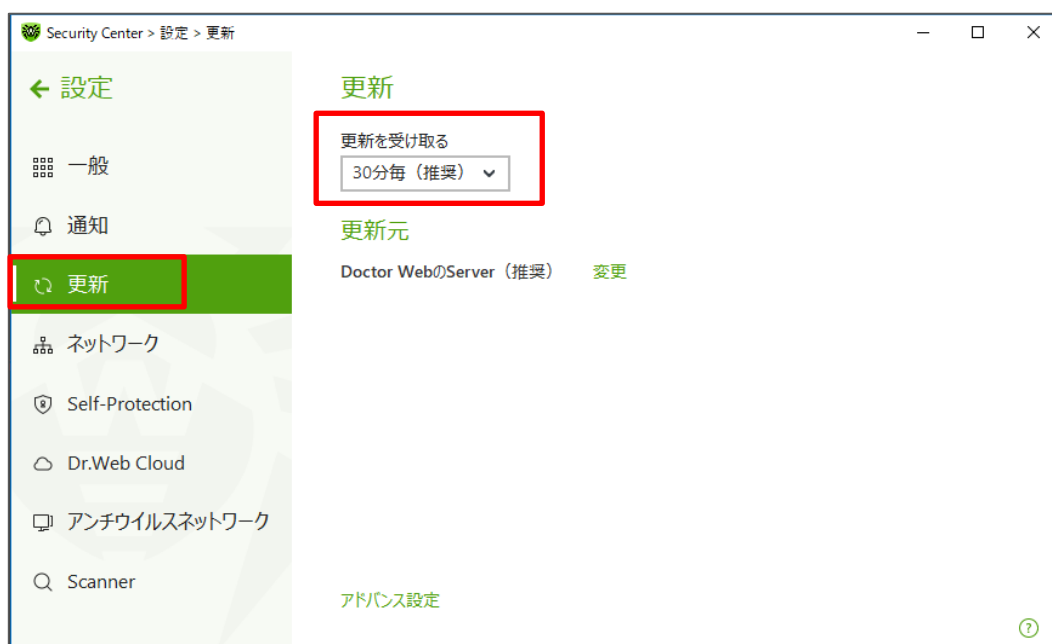 Security Center > 設定 > 更新
設定
一般
通知
更新
ネットワーク
Self-Protection
Dr.Web Cloud
アンチウイルスネットワーク
Scanner
更新
更新を受け取る
30分毎（推奨）
更新元
Doctor WebのServer（推奨） 変更
アドバンス設定
?